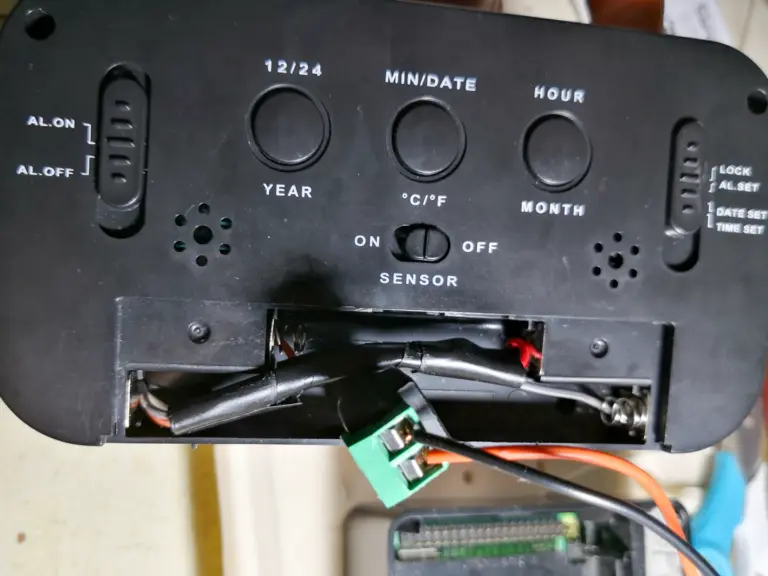 12/24
MIN/DATE
HOUR
AL.ON
AL.OFF
LOCK
AL.SET
DATE SET
TIME SET
YEAR
°C/°F
MONTH
ON
OFF
SENSOR